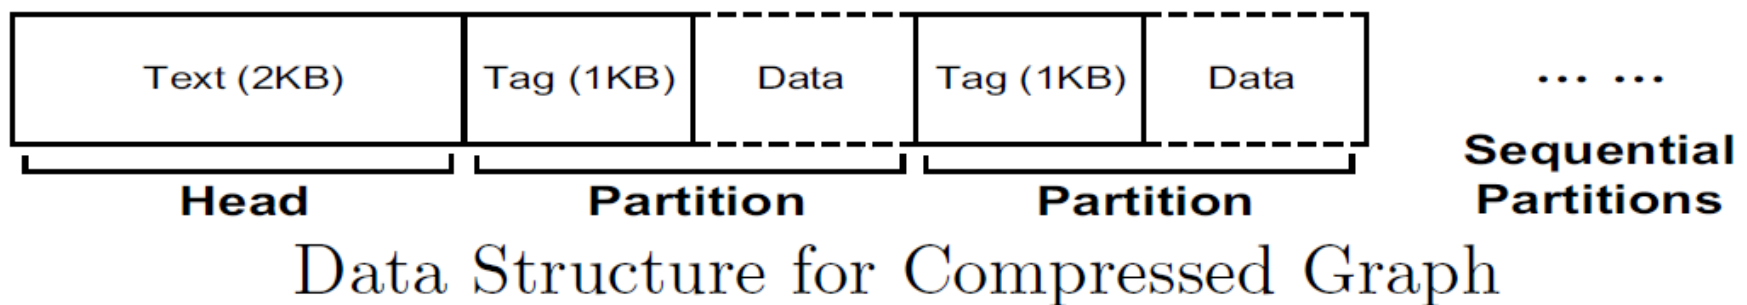 Text (2KB) Tag (1KB) Data Tag (1KB) Data ... ...
Head Partition Partition Sequential
Partitions
Data Structure for Compressed Graph